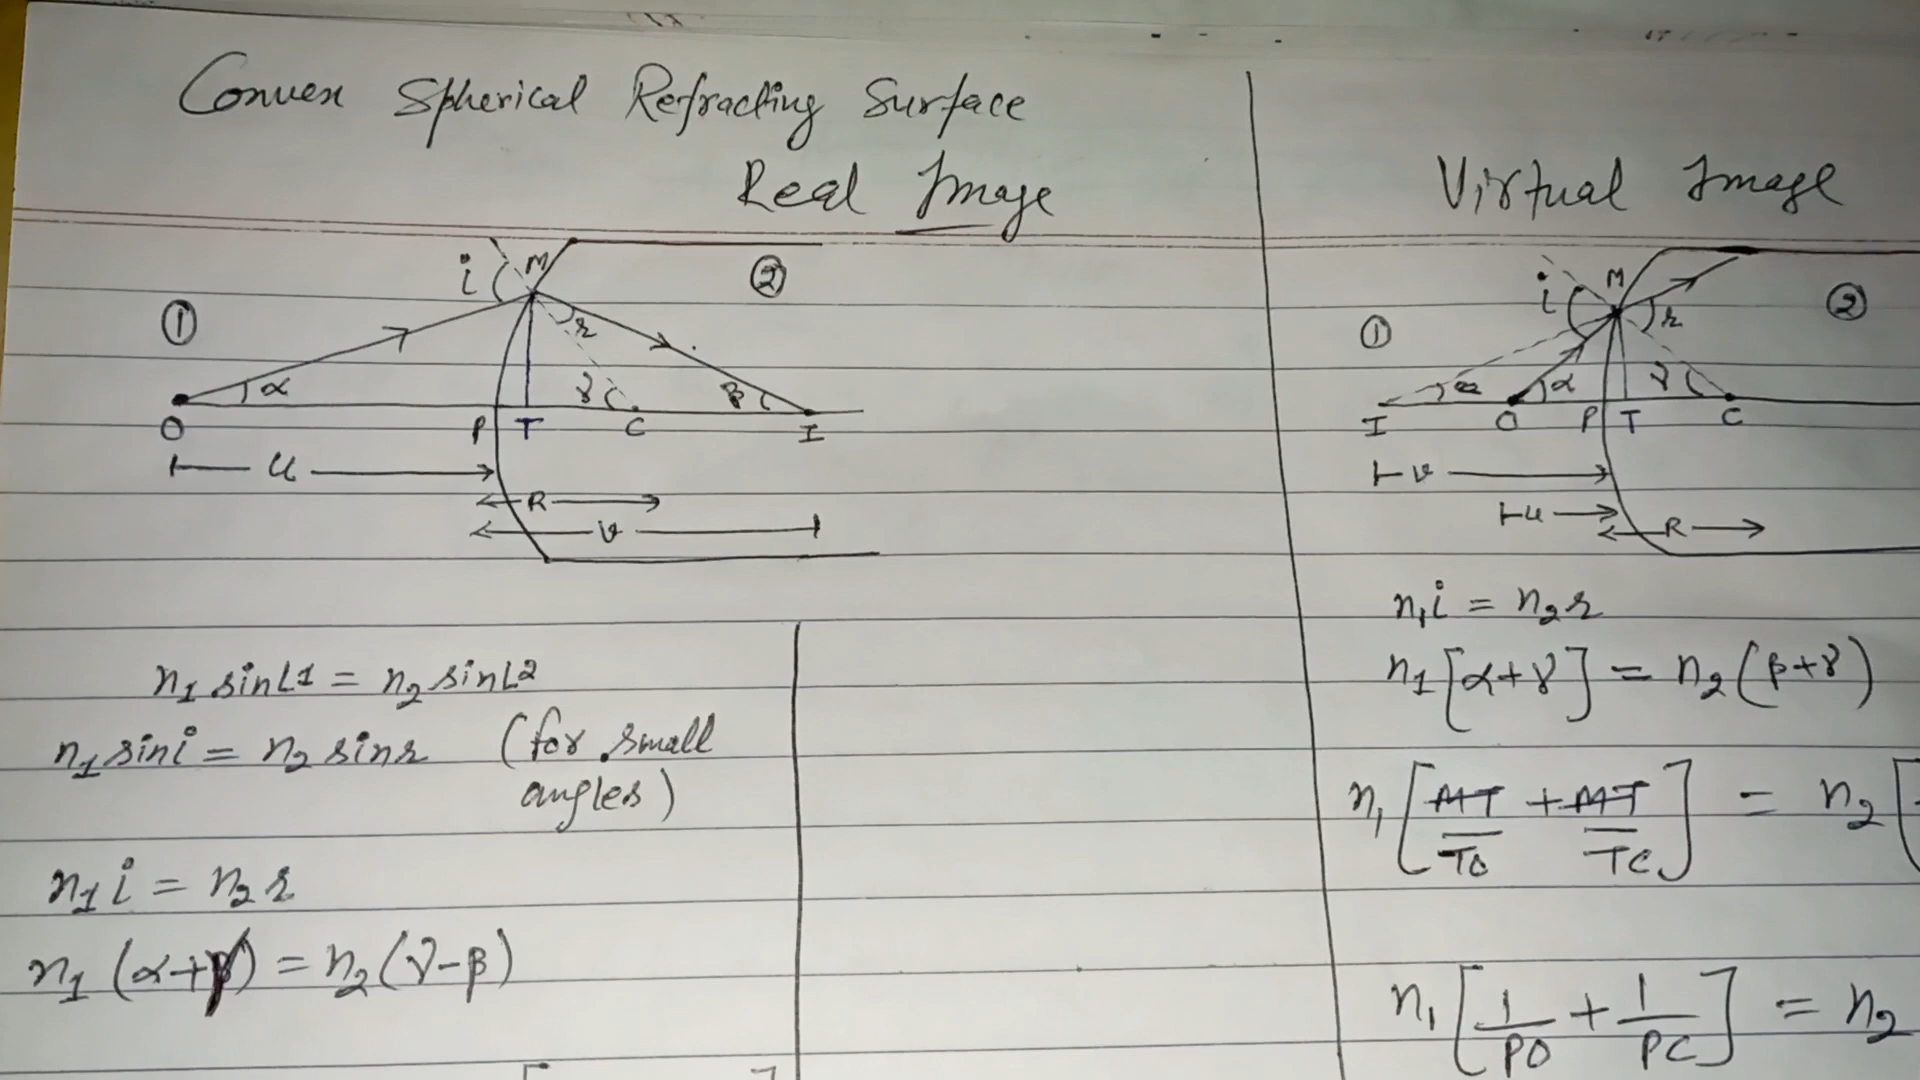 Convex Spherical Refracting Surface
Real Image
i M ②
① r
α γ β
O P T C I
u
R
v
n₁ sin∠1 = n₂ sin∠2
n₁ sin i = n₂ sin r (for small
angles)
n₁ i = n₂ r
n₁ (α+γ) = n₂ (γ-β)
Virtual Image
i M ②
① r
α γ
I O P T C
v
u
R
n₁i = n₂r
n₁[α+γ] = n₂(β+γ)
n₁[MT/TO + MT/TC] = n₂[
n₁[1/PO + 1/PC] = n₂